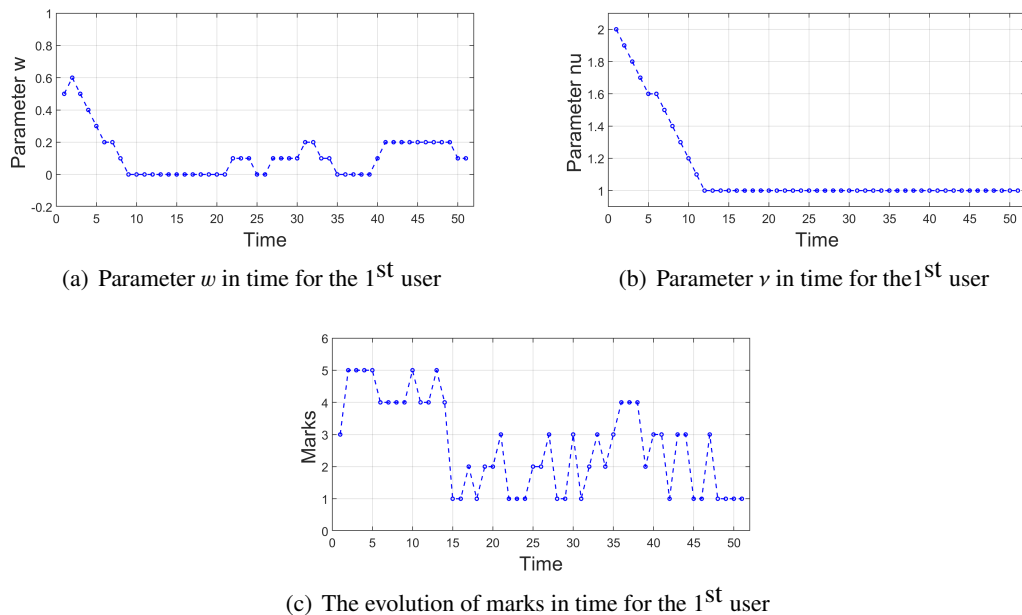 1
0.8
0.6
0.4
0.2
0
-0.2
Parameter w
0 5 10 15 20 25 30 35 40 45 50
Time
(a) Parameter w in time for the 1st user
2
1.8
1.6
1.4
1.2
1
Parameter nu
0 5 10 15 20 25 30 35 40 45 50
Time
(b) Parameter ν in time for the1st user
6
5
4
3
2
1
0
Marks
0 5 10 15 20 25 30 35 40 45 50
Time
(c) The evolution of marks in time for the 1st user